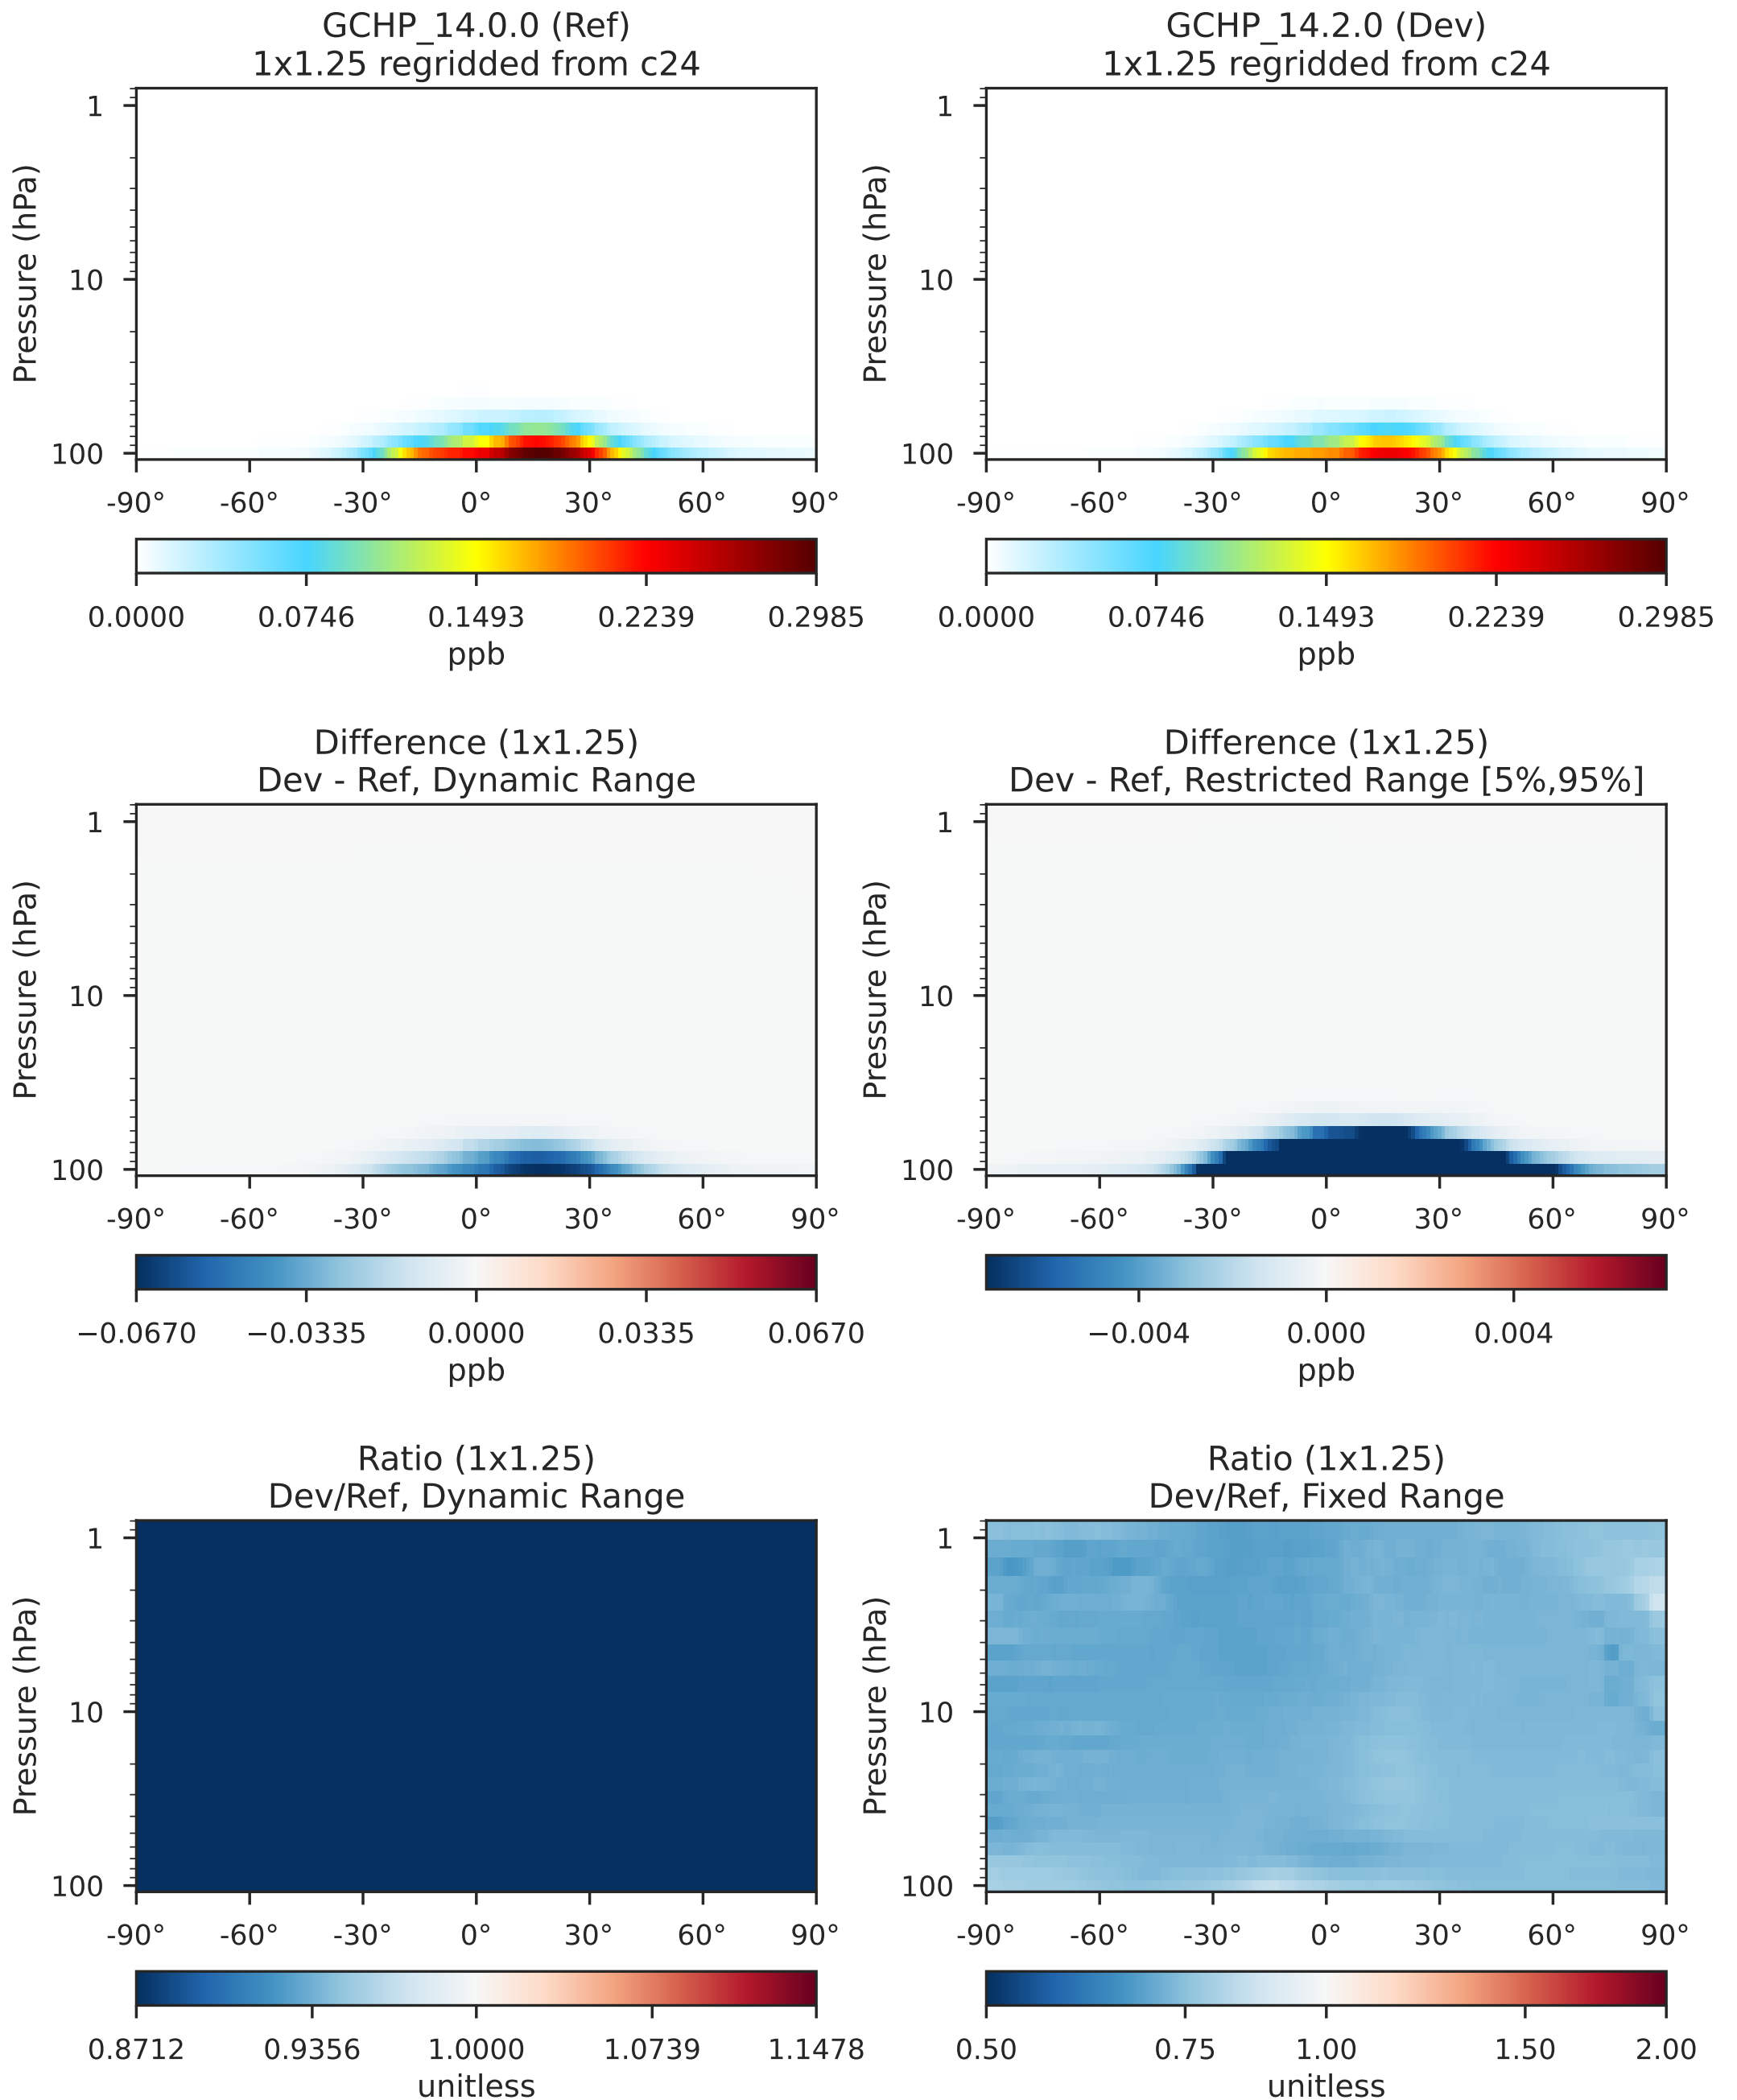 GCHP_14.0.0 (Ref)
1x1.25 regridded from c24
Pressure (hPa)
1
10
100
-90° -60° -30° 0° 30° 60° 90°
0.0000 0.0746 0.1493 0.2239 0.2985
ppb
GCHP_14.2.0 (Dev)
1x1.25 regridded from c24
Pressure (hPa)
1
10
100
-90° -60° -30° 0° 30° 60° 90°
0.0000 0.0746 0.1493 0.2239 0.2985
ppb
Difference (1x1.25)
Dev - Ref, Dynamic Range
Pressure (hPa)
1
10
100
-90° -60° -30° 0° 30° 60° 90°
−0.0670 −0.0335 0.0000 0.0335 0.0670
ppb
Difference (1x1.25)
Dev - Ref, Restricted Range [5%,95%]
Pressure (hPa)
1
10
100
-90° -60° -30° 0° 30° 60° 90°
−0.004 0.000 0.004
ppb
Ratio (1x1.25)
Dev/Ref, Dynamic Range
Pressure (hPa)
1
10
100
-90° -60° -30° 0° 30° 60° 90°
0.8712 0.9356 1.0000 1.0739 1.1478
unitless
Ratio (1x1.25)
Dev/Ref, Fixed Range
Pressure (hPa)
1
10
100
-90° -60° -30° 0° 30° 60° 90°
0.50 0.75 1.00 1.50 2.00
unitless